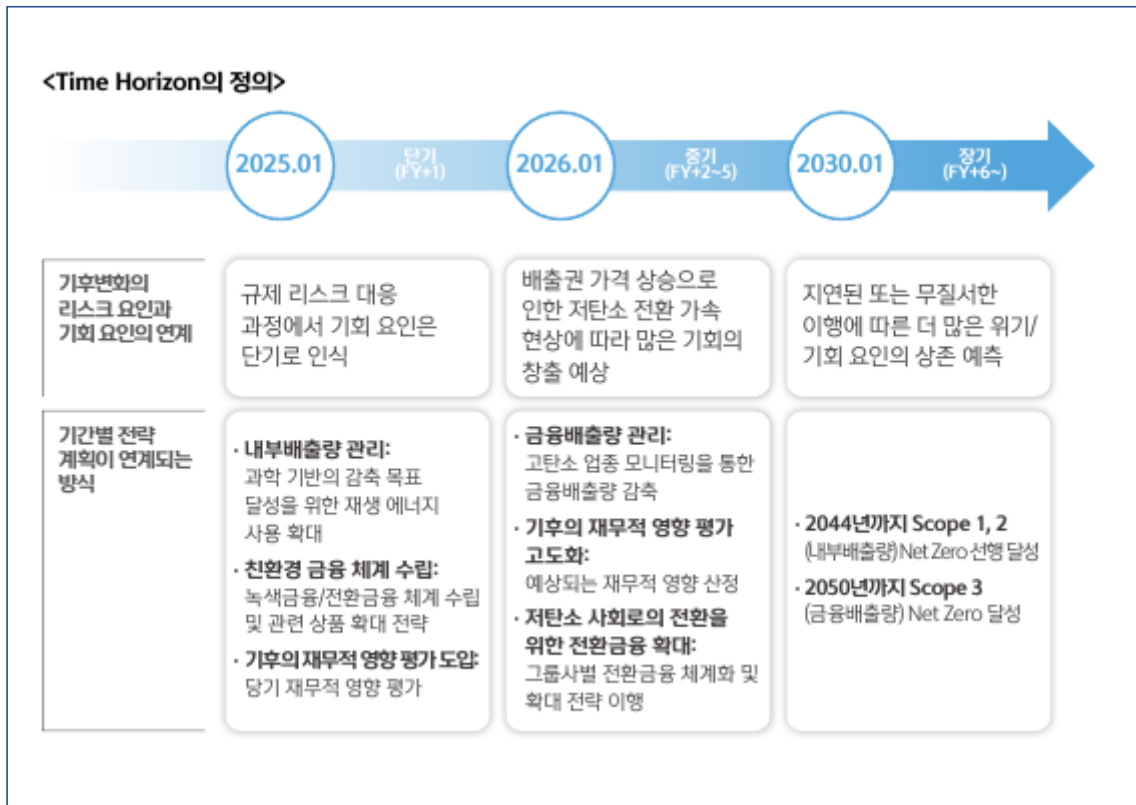 <Time Horizon의 정의>
2025.01
단기
(FY+1)
2026.01
중기
(FY+2~5)
2030.01
장기
(FY+6~)
기후변화의
리스크 요인과
기회 요인의 연계
규제 리스크 대응
과정에서 기회 요인은
단기로 인식
배출권 가격 상승으로
인한 저탄소 전환 가속
현상에 따라 많은 기회의
창출 예상
지연된 또는 무질서한
이행에 따른 더 많은 위기/
기회 요인의 상존 예측
기간별 전략
계획이 연계되는
방식
· 내부배출량 관리:
과학 기반의 감축 목표
달성을 위한 재생 에너지
사용 확대
· 친환경 금융 체계 수립:
녹색금융/전환금융 체계 수립
및 관련 상품 확대 전략
· 기후의 재무적 영향 평가 도입:
당기 재무적 영향 평가
· 금융배출량 관리:
고탄소 업종 모니터링을 통한
금융배출량 감축
· 기후의 재무적 영향 평가
고도화:
예상되는 재무적 영향 산정
· 저탄소 사회로의 전환을
위한 전환금융 확대:
그룹사별 전환금융 체계화 및
확대 전략 이행
· 2044년까지 Scope 1, 2
(내부배출량) Net Zero 선행 달성
· 2050년까지 Scope 3
(금융배출량) Net Zero 달성